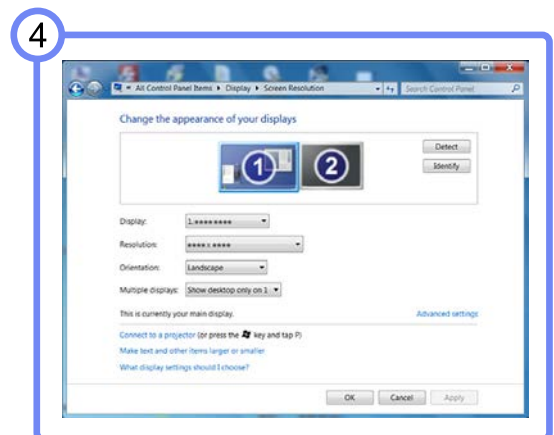 4
All Control Panel Items ▸ Display ▸ Screen Resolution
Search Control Panel
Change the appearance of your displays
1
2
Detect
Identify
Display:
1.********
Resolution:
**** x ****
Orientation:
Landscape
Multiple displays:
Show desktop only on 1
This is currently your main display.
Advanced settings
Connect to a projector (or press the key and tap P)
Make text and other items larger or smaller
What display settings should I choose?
OK
Cancel
Apply